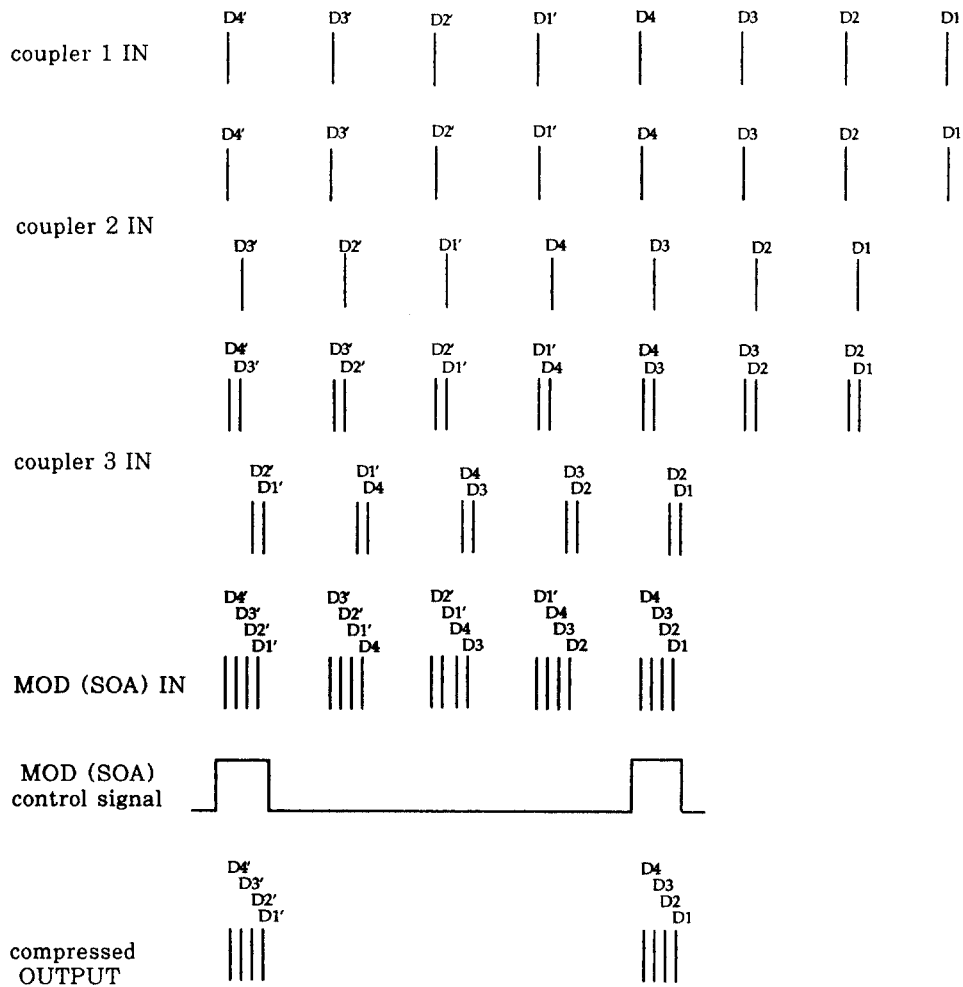 D4' D3' D2' D1' D4 D3 D2 D1
coupler 1 IN
D4' D3' D2' D1' D4 D3 D2 D1
coupler 2 IN
D3' D2' D1' D4 D3 D2 D1
D4' D3' D2' D1' D4 D3 D2
D3' D2' D1' D4 D3 D2 D1
coupler 3 IN
D2' D1' D4 D3 D2
D1' D4 D3 D2 D1
D4' D3' D2' D1' D4
D3' D2' D1' D4 D3
D2' D1' D4 D3 D2
D1' D4 D3 D2 D1
MOD (SOA) IN
MOD (SOA)
control signal
D4' D4
D3' D3
D2' D2
D1' D1
compressed
OUTPUT